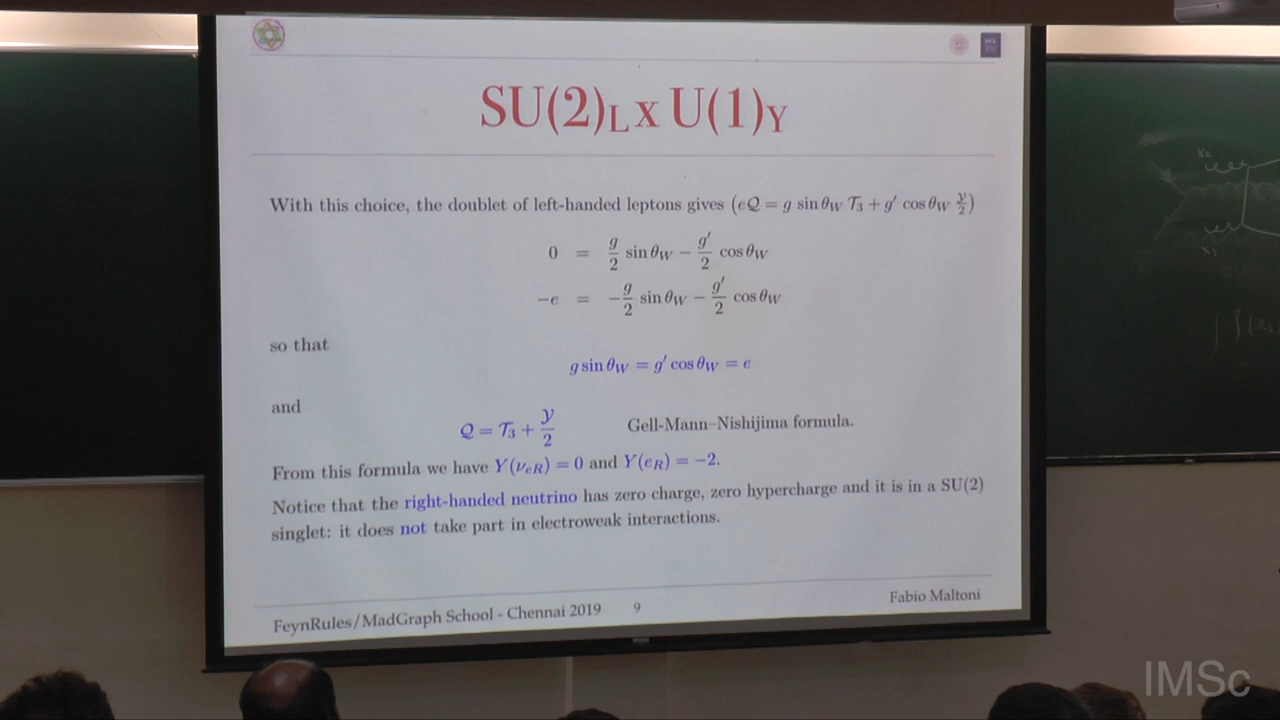 SU(2)L x U(1)Y
With this choice, the doublet of left-handed leptons gives (eQ = g sin θW T3 + g′ cos θW Y/2)
0 = g/2 sin θW − g′/2 cos θW
−e = −g/2 sin θW − g′/2 cos θW
so that
g sin θW = g′ cos θW = e
and
Q = T3 + Y/2 Gell-Mann–Nishijima formula.
From this formula we have Y(νeR) = 0 and Y(eR) = −2.
Notice that the right-handed neutrino has zero charge, zero hypercharge and it is in a SU(2)
singlet: it does not take part in electroweak interactions.
FeynRules/MadGraph School - Chennai 2019 9 Fabio Maltoni
IMSc